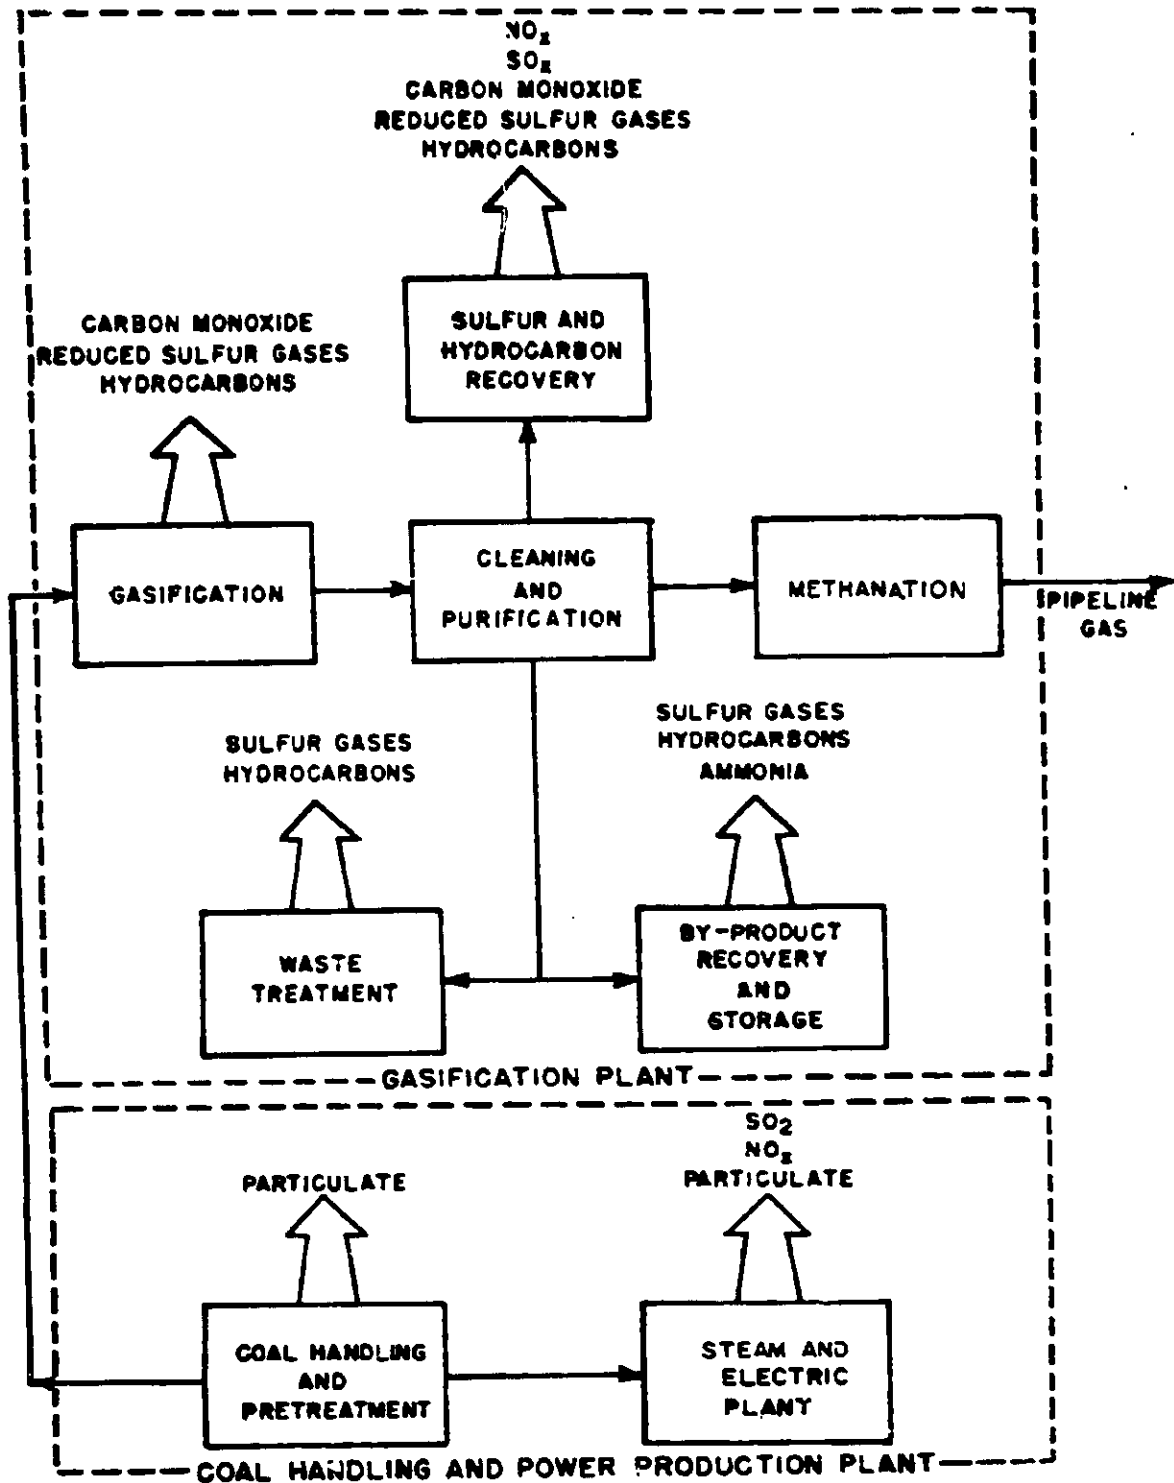 NOx
SOx
CARBON MONOXIDE
REDUCED SULFUR GASES
HYDROCARBONS
SULFUR AND
HYDROCARBON
RECOVERY
CARBON MONOXIDE
REDUCED SULFUR GASES
HYDROCARBONS
GASIFICATION
CLEANING
AND
PURIFICATION
METHANATION
PIPELINE
GAS
SULFUR GASES
HYDROCARBONS
SULFUR GASES
HYDROCARBONS
AMMONIA
WASTE
TREATMENT
BY-PRODUCT
RECOVERY
AND
STORAGE
GASIFICATION PLANT
PARTICULATE
SO2
NOx
PARTICULATE
COAL HANDLING
AND
PRETREATMENT
STEAM AND
ELECTRIC
PLANT
COAL HANDLING AND POWER PRODUCTION PLANT